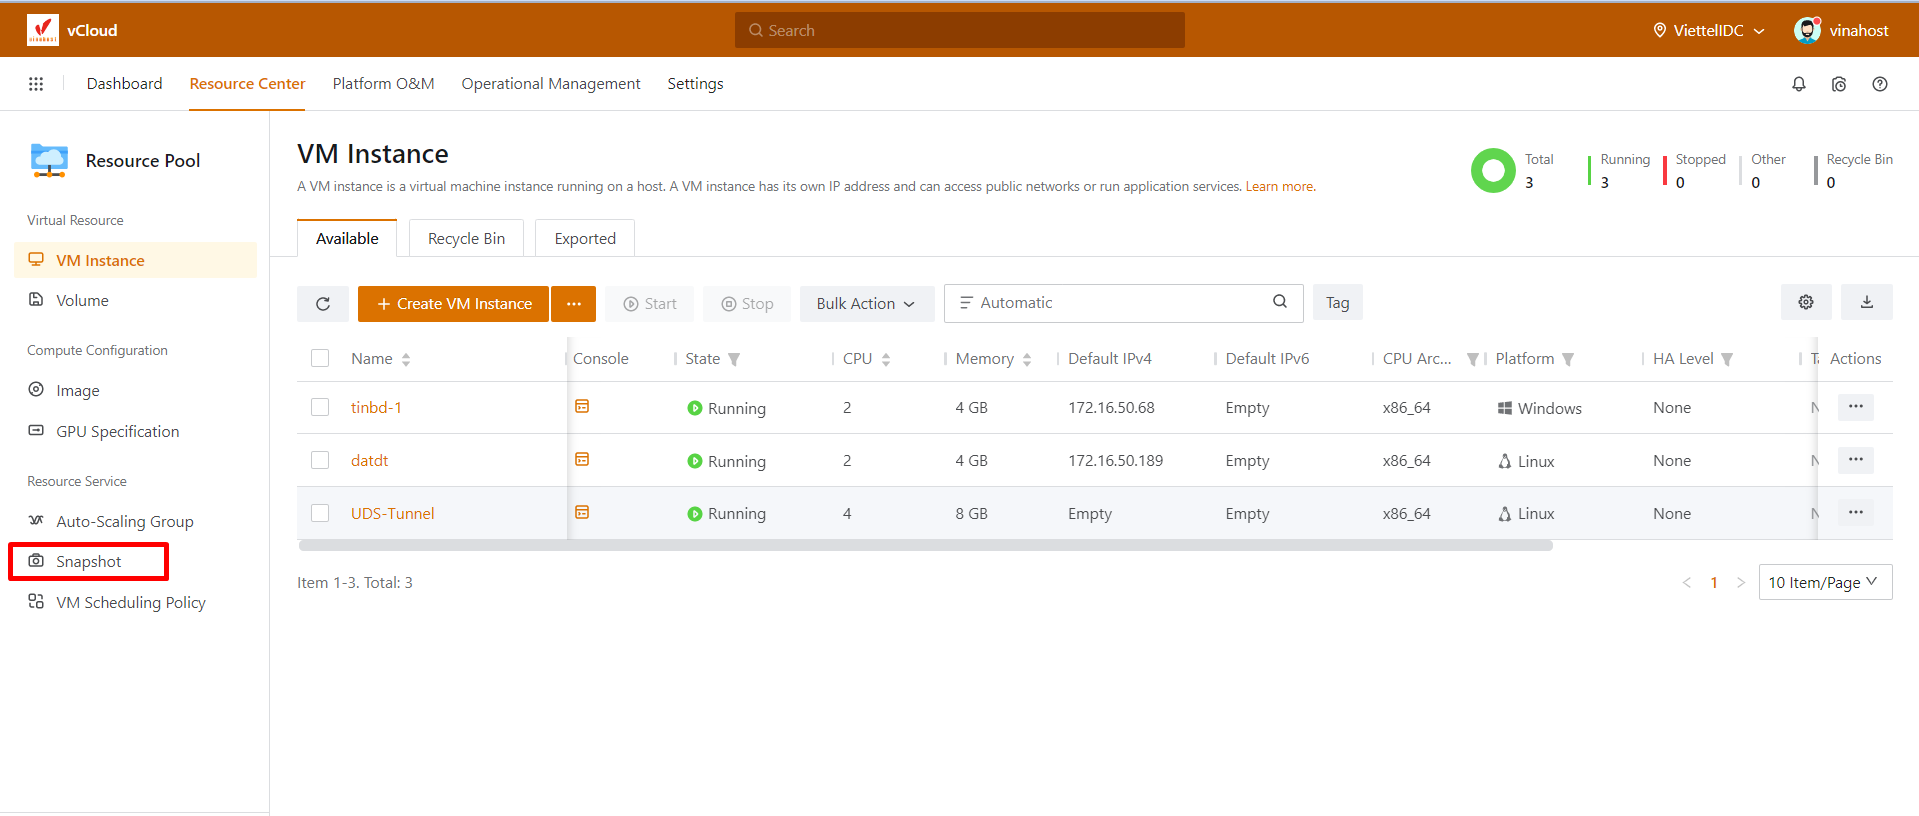 vCloud
Search
ViettelIDC
vinahost
Dashboard
Resource Center
Platform O&M
Operational Management
Settings
Resource Pool
Virtual Resource
VM Instance
Volume
Compute Configuration
Image
GPU Specification
Resource Service
Auto-Scaling Group
Snapshot
VM Scheduling Policy
VM Instance
A VM instance is a virtual machine instance running on a host. A VM instance has its own IP address and can access public networks or run application services. Learn more.
Total 3
Running 3
Stopped 0
Other 0
Recycle Bin 0
Available
Recycle Bin
Exported
+ Create VM Instance
...
Start
Stop
Bulk Action
Automatic
Tag
Name Console State CPU Memory Default IPv4 Default IPv6 CPU Arc... Platform HA Level Actions
tinbd-1 Running 2 4 GB 172.16.50.68 Empty x86_64 Windows None ...
datdt Running 2 4 GB 172.16.50.189 Empty x86_64 Linux None ...
UDS-Tunnel Running 4 8 GB Empty Empty x86_64 Linux None ...
Item 1-3. Total: 3
< 1 >
10 Item/Page